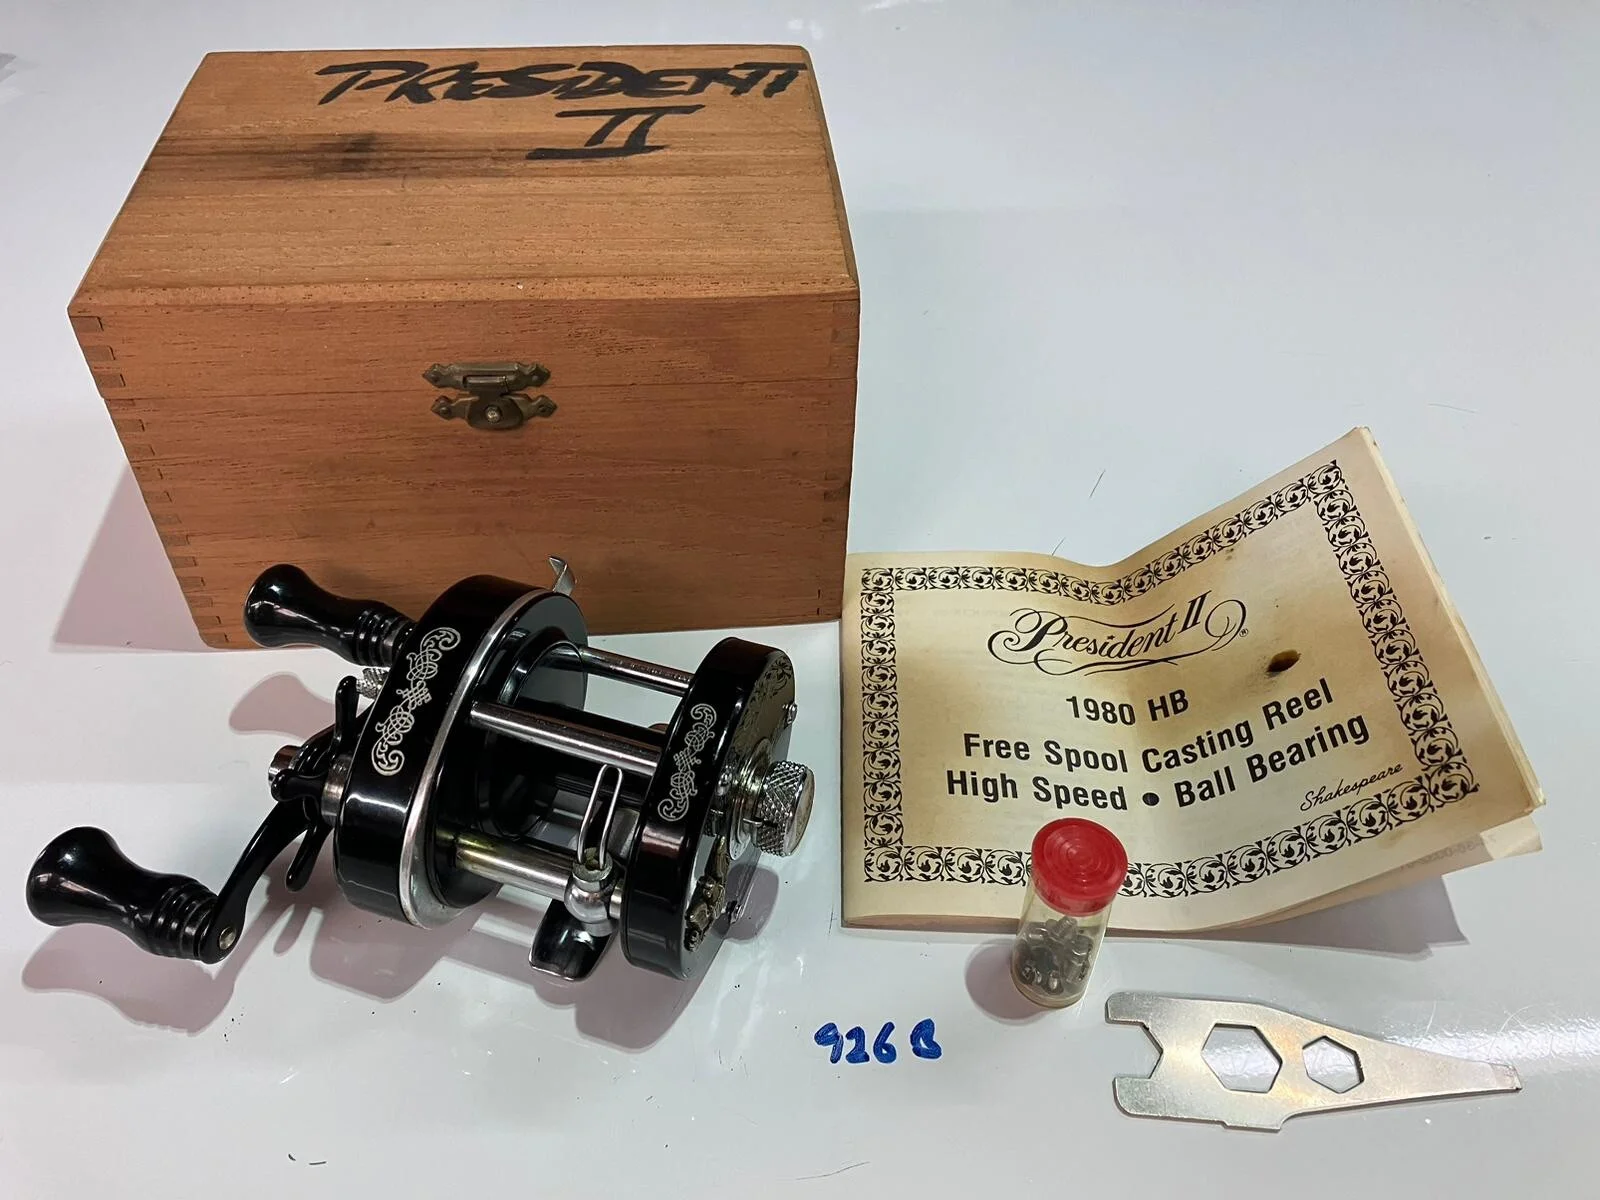 PRESIDENT
II
President II ®
1980 HB
Free Spool Casting Reel
High Speed • Ball Bearing
Shakespeare
926 B